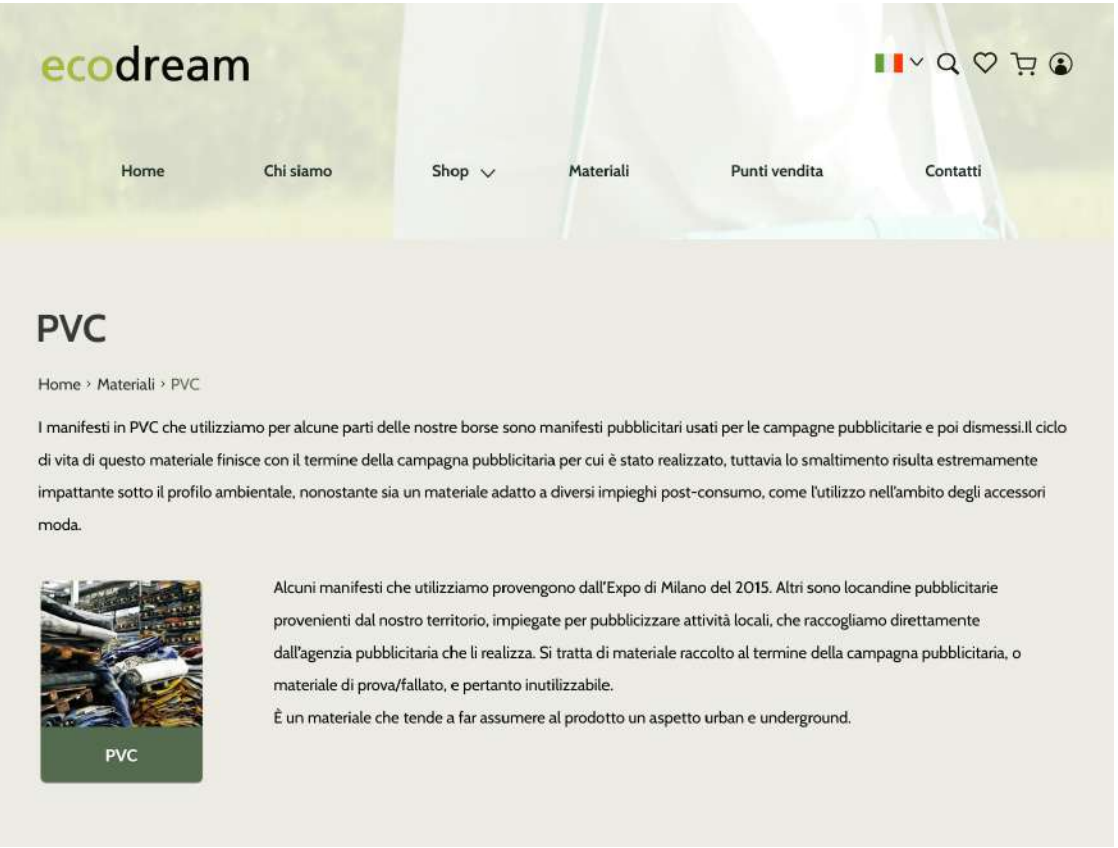 ecodream
Home Chi siamo Shop Materiali Punti vendita Contatti
PVC
Home > Materiali > PVC
I manifesti in PVC che utilizziamo per alcune parti delle nostre borse sono manifesti pubblicitari usati per le campagne pubblicitarie e poi dismessi.Il ciclo
di vita di questo materiale finisce con il termine della campagna pubblicitaria per cui è stato realizzato, tuttavia lo smaltimento risulta estremamente
impattante sotto il profilo ambientale, nonostante sia un materiale adatto a diversi impieghi post-consumo, come l'utilizzo nell'ambito degli accessori
moda.
Alcuni manifesti che utilizziamo provengono dall'Expo di Milano del 2015. Altri sono locandine pubblicitarie
provenienti dal nostro territorio, impiegate per pubblicizzare attività locali, che raccogliamo direttamente
dall'agenzia pubblicitaria che li realizza. Si tratta di materiale raccolto al termine della campagna pubblicitaria, o
materiale di prova/fallato, e pertanto inutilizzabile.
È un materiale che tende a far assumere al prodotto un aspetto urban e underground.
PVC